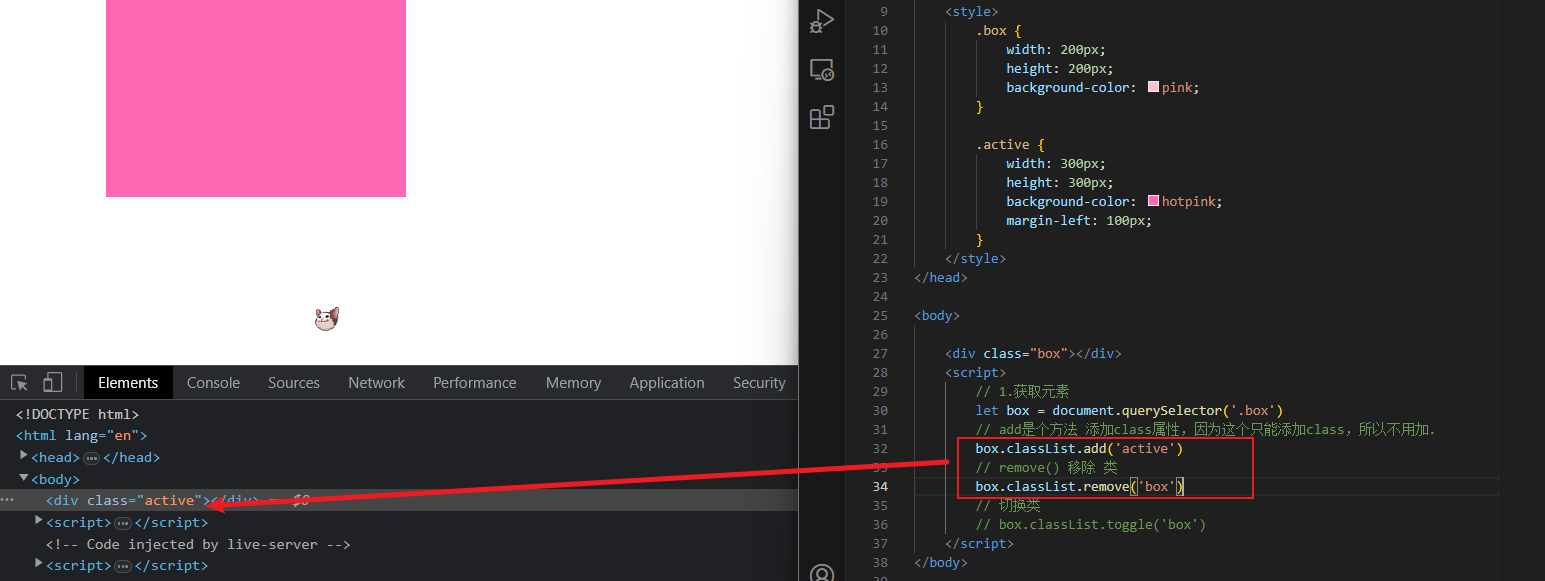 Elements Console Sources Network Performance Memory Application Security
<!DOCTYPE html>
<html lang="en">
<head> … </head>
<body>
<div class="active"></div> == $0
<script> … </script>
<!-- Code injected by live-server -->
<script> … </script>
9 <style>
10 .box {
11 width: 200px;
12 height: 200px;
13 background-color: pink;
14 }
15
16 .active {
17 width: 300px;
18 height: 300px;
19 background-color: hotpink;
20 margin-left: 100px;
21 }
22 </style>
23 </head>
24
25 <body>
26
27 <div class="box"></div>
28 <script>
29 // 1.获取元素
30 let box = document.querySelector('.box')
31 // add是个方法 添加class属性，因为这个只能添加class，所以不用加.
32 box.classList.add('active')
33 // remove() 移除 类
34 box.classList.remove('box')
35 // 切换类
36 // box.classList.toggle('box')
37 </script>
38 </body>